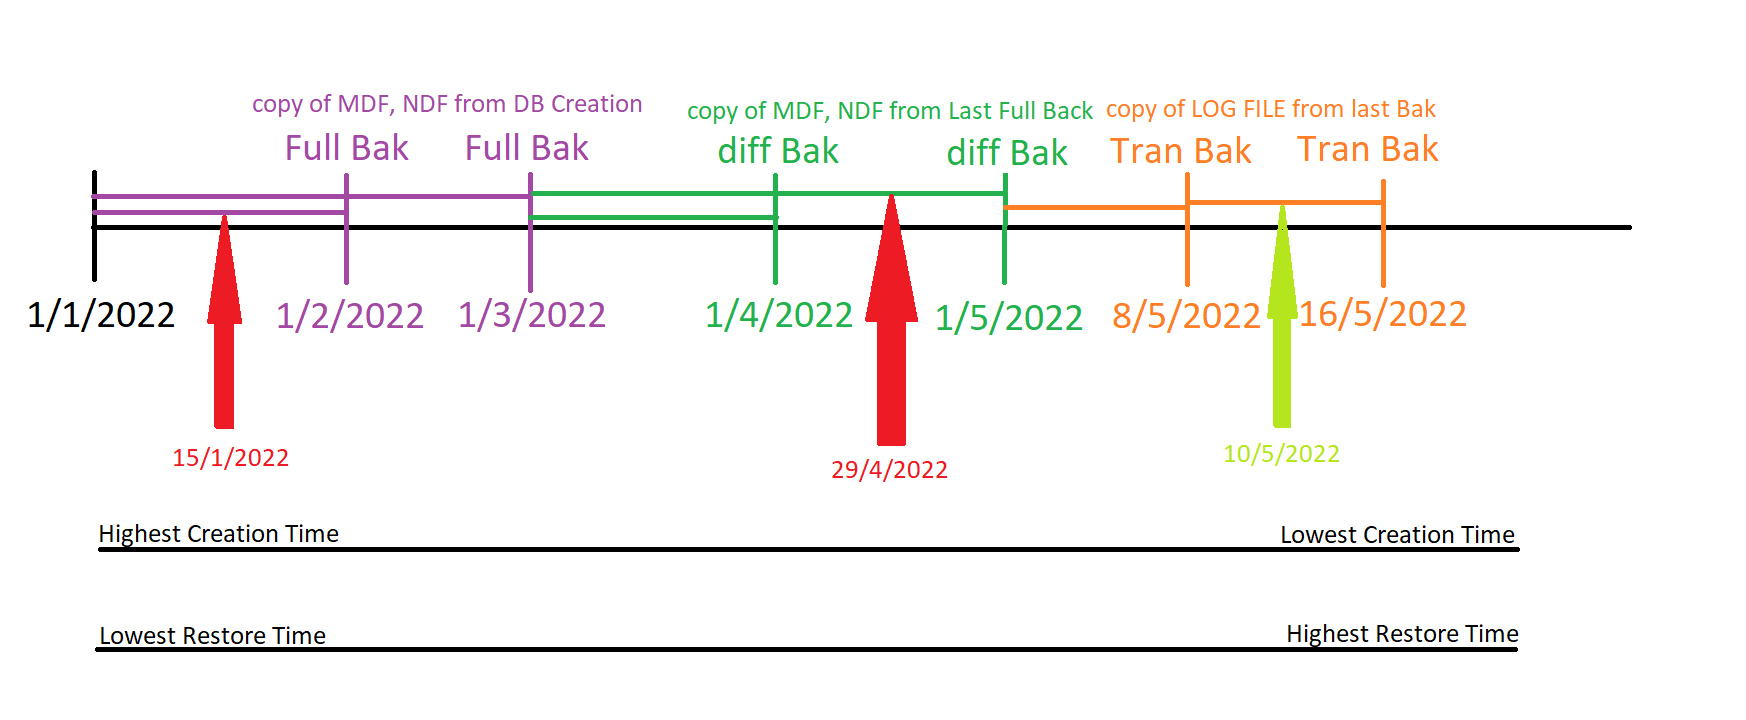 copy of MDF, NDF from DB Creation
copy of MDF, NDF from Last Full Back
copy of LOG FILE from last Bak
Full Bak
Full Bak
diff Bak
diff Bak
Tran Bak
Tran Bak
1/1/2022
1/2/2022
1/3/2022
1/4/2022
1/5/2022
8/5/2022
16/5/2022
15/1/2022
29/4/2022
10/5/2022
Highest Creation Time
Lowest Creation Time
Lowest Restore Time
Highest Restore Time